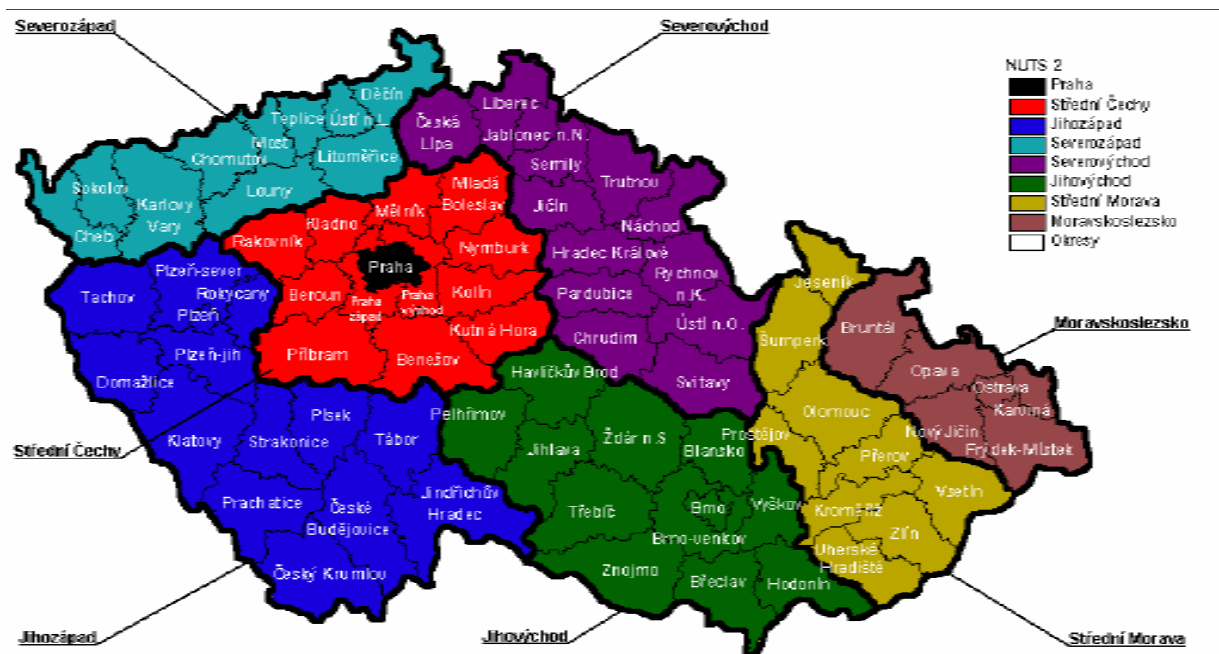 Severozápad
Severovýchod
NUTS 2
Praha
Střední Čechy
Jihozápad
Severozápad
Severovýchod
Jihovýchod
Střední Morava
Moravskoslezsko
Okresy
Děčín
Teplice
Ústí n.L.
Most
Chomutov
Litoměřice
Louny
Sokolov
Karlovy
Vary
Cheb
Liberec
Česká
Lípa
Jablonec n.N.
Semily
Trutnov
Jičín
Náchod
Hradec Králové
Rychnov
n.K.
Pardubice
Ústí n.O.
Chrudim
Svitavy
Mladá
Boleslav
Mělník
Kladno
Rakovník
Nymburk
Praha
Beroun
Praha
západ
Praha
východ
Kolín
Kutná Hora
Příbram
Benešov
Plzeň-sever
Tachov
Rokycany
Plzeň
Plzeň-jih
Domažlice
Klatovy
Písek
Strakonice
Tábor
Prachatice
České
Budějovice
Jindřichův
Hradec
Český Krumlov
Havlíčkův Brod
Pelhřimov
Jihlava
Žďár n.S
Blansko
Třebíč
Brno
Vyškov
Brno-venkov
Znojmo
Břeclav
Hodonín
Jeseník
Šumperk
Olomouc
Prostějov
Přerov
Kroměříž
Vsetín
Zlín
Uherské
Hradiště
Bruntál
Opava
Ostrava
Karviná
Nový Jičín
Frýdek-Místek
Moravskoslezsko
Střední Čechy
Jihozápad
Jihovýchod
Střední Morava